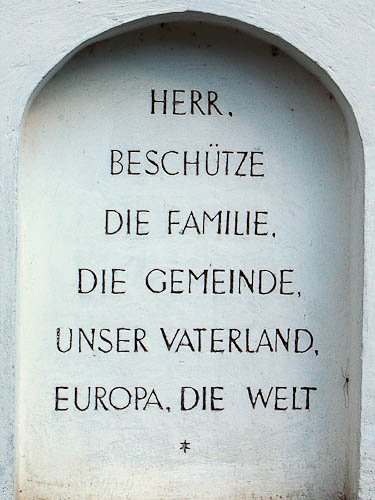 HERR,
BESCHÜTZE
DIE FAMILIE,
DIE GEMEINDE,
UNSER VATERLAND,
EUROPA, DIE WELT